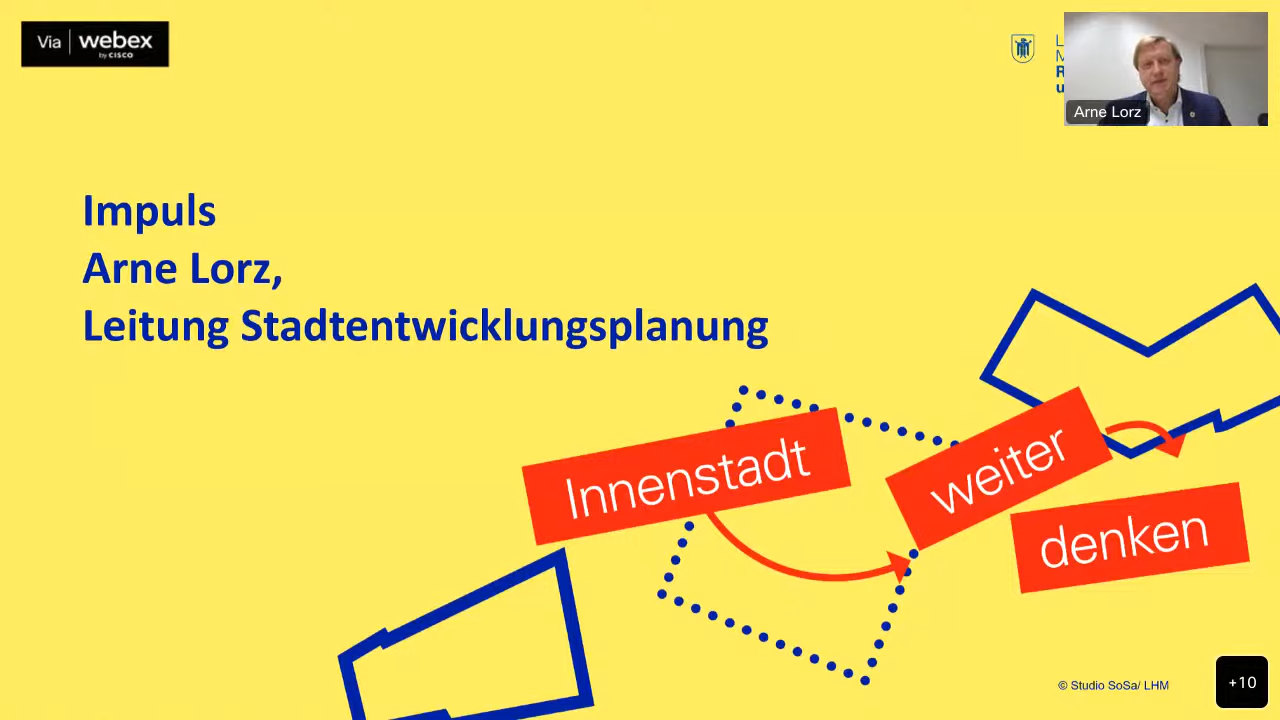 Via webex
by CISCO
Arne Lorz
Impuls
Arne Lorz,
Leitung Stadtentwicklungsplanung
Innenstadt
weiter
denken
© Studio SoSa/ LHM
+10